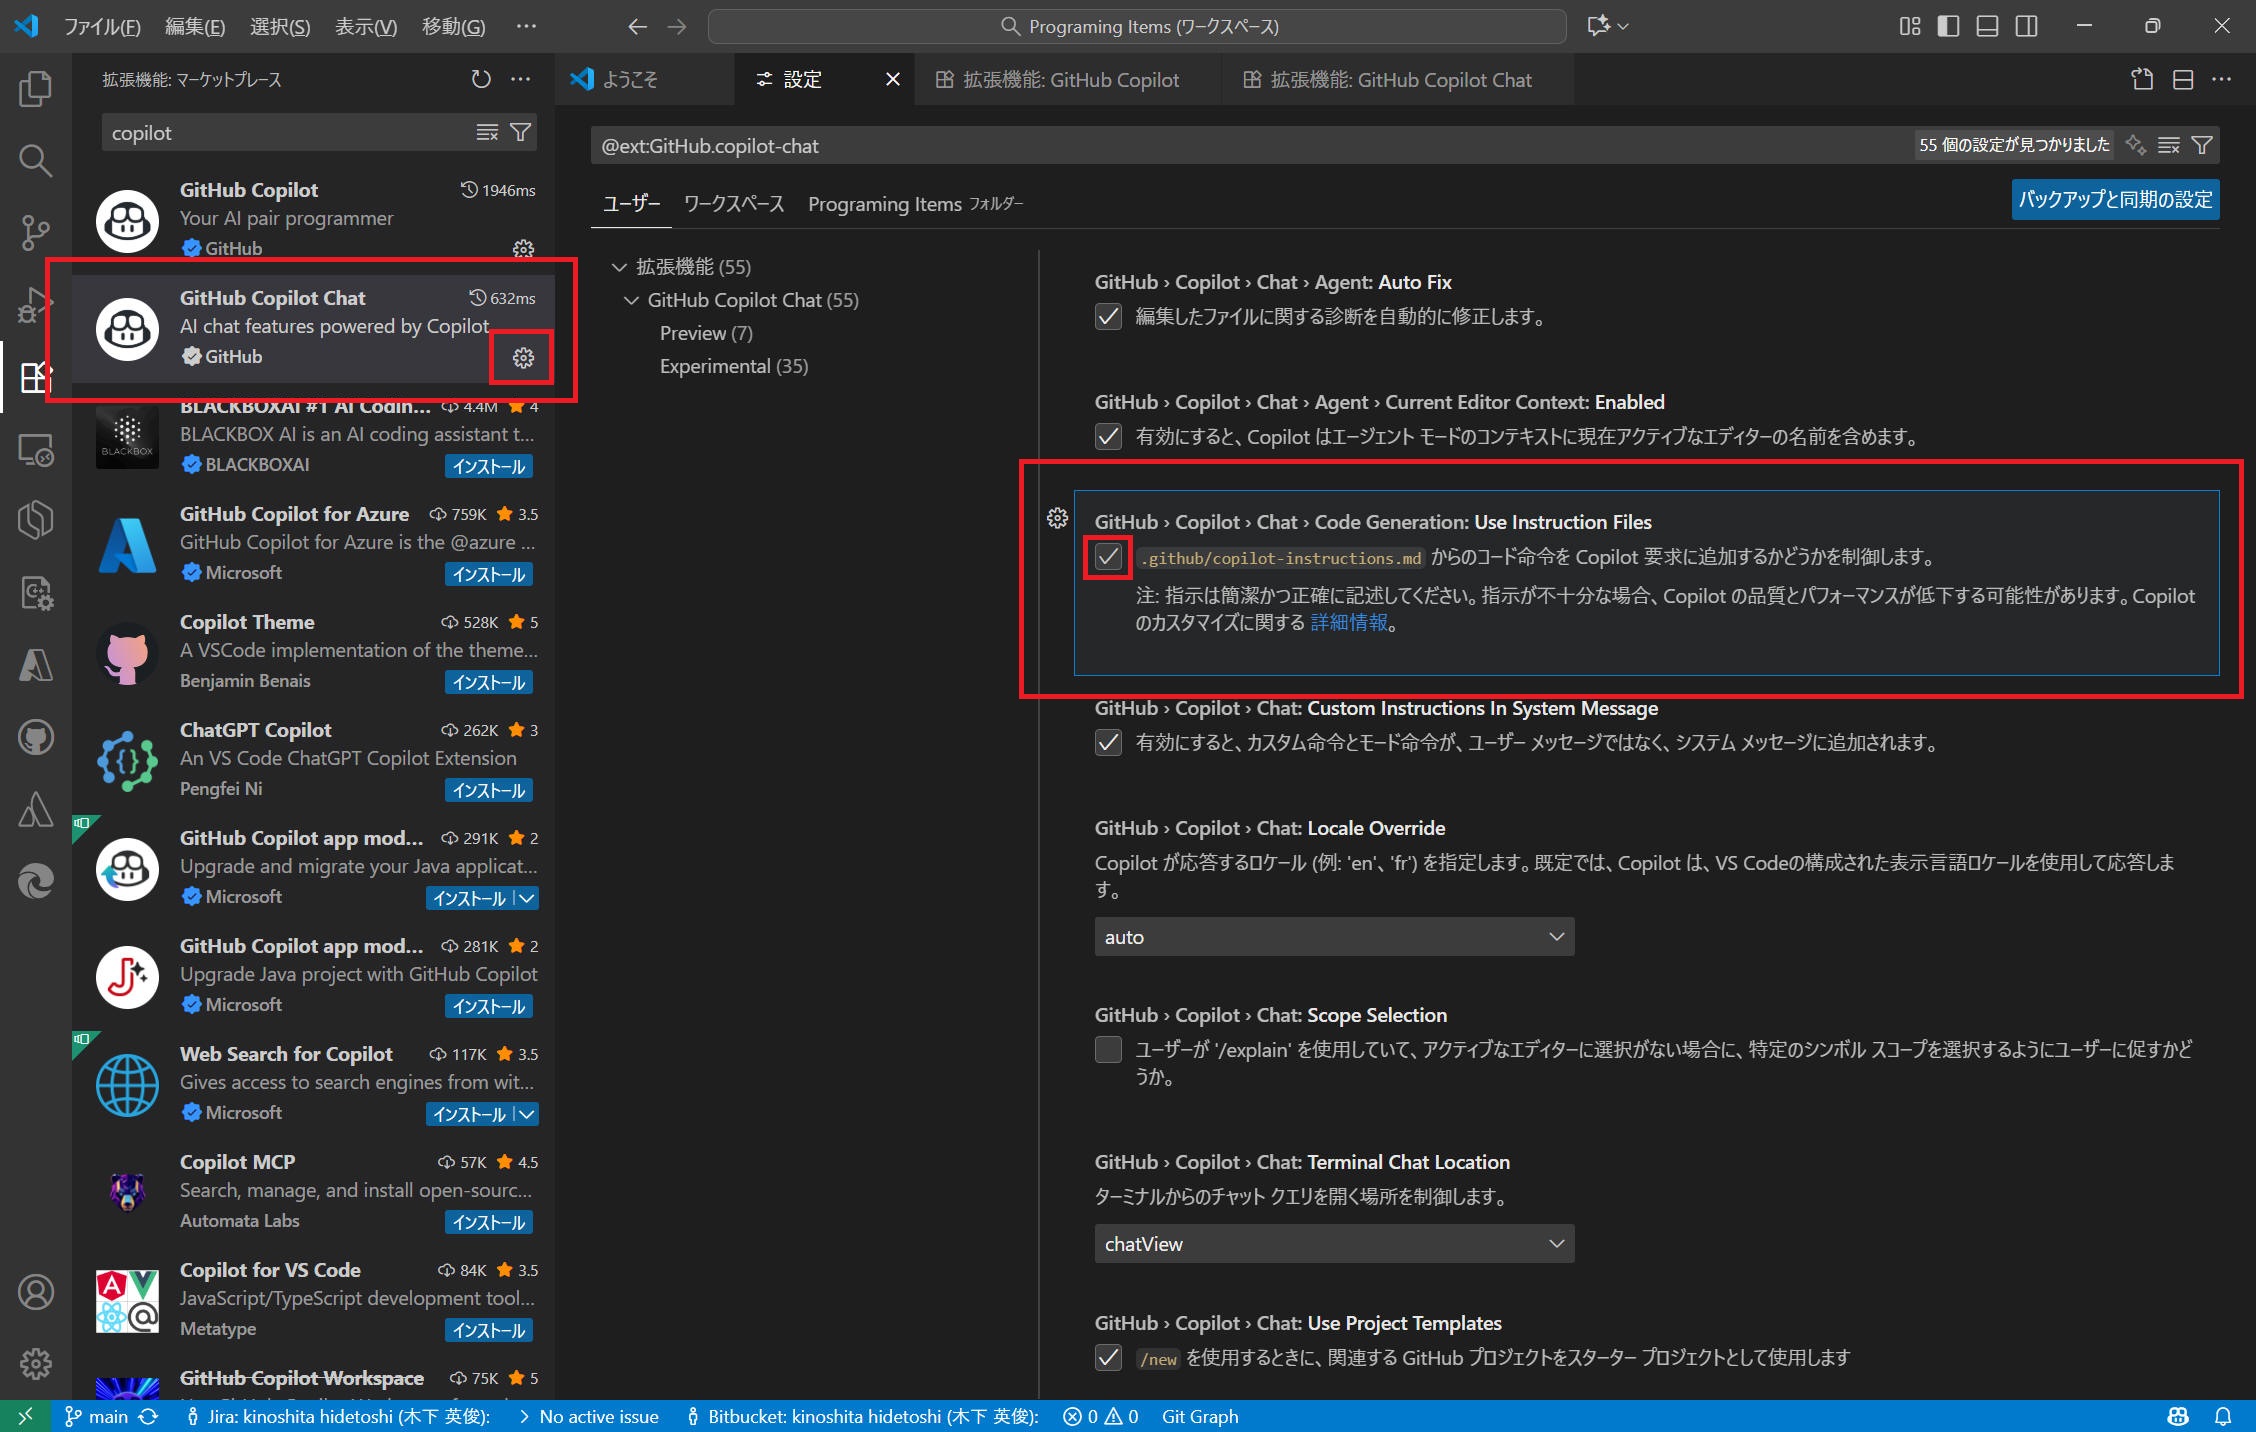 ファイル(F) 編集(E) 選択(S) 表示(V) 移動(G) …
Programing Items (ワークスペース)
拡張機能: マーケットプレース
copilot
GitHub Copilot 1946ms
Your AI pair programmer
GitHub
GitHub Copilot Chat 632ms
AI chat features powered by Copilot
GitHub
BLACKBOXAI #1 AI Codin... 4.4M 4
BLACKBOX AI is an AI coding assistant t...
BLACKBOX
BLACKBOXAI インストール
GitHub Copilot for Azure 759K 3.5
GitHub Copilot for Azure is the @azure ...
Microsoft インストール
Copilot Theme 528K 5
A VSCode implementation of the theme...
Benjamin Benais インストール
ChatGPT Copilot 262K 3
An VS Code ChatGPT Copilot Extension
Pengfei Ni インストール
GitHub Copilot app mod... 291K 2
Upgrade and migrate your Java applicat...
Microsoft インストール
GitHub Copilot app mod... 281K 2
Upgrade Java project with GitHub Copilot
Microsoft インストール
Web Search for Copilot 117K 3.5
Gives access to search engines from wit...
Microsoft インストール
Copilot MCP 57K 4.5
Search, manage, and install open-sourc...
Automata Labs インストール
Copilot for VS Code 84K 3.5
JavaScript/TypeScript development tool...
Metatype インストール
GitHub Copilot Workspace 75K 5
ようこそ 設定 拡張機能: GitHub Copilot 拡張機能: GitHub Copilot Chat
@ext:GitHub.copilot-chat 55 個の設定が見つかりました
ユーザー ワークスペース Programing Items フォルダー バックアップと同期の設定
拡張機能 (55)
GitHub Copilot Chat (55)
Preview (7)
Experimental (35)
GitHub › Copilot › Chat › Agent: Auto Fix
編集したファイルに関する診断を自動的に修正します。
GitHub › Copilot › Chat › Agent › Current Editor Context: Enabled
有効にすると、Copilot はエージェント モードのコンテキストに現在アクティブなエディターの名前を含めます。
GitHub › Copilot › Chat › Code Generation: Use Instruction Files
.github/copilot-instructions.md からのコード命令を Copilot 要求に追加するかどうかを制御します。
注: 指示は簡潔かつ正確に記述してください。指示が不十分な場合、Copilot の品質とパフォーマンスが低下する可能性があります。Copilot
のカスタマイズに関する 詳細情報。
GitHub › Copilot › Chat: Custom Instructions In System Message
有効にすると、カスタム命令とモード命令が、ユーザー メッセージではなく、システム メッセージに追加されます。
GitHub › Copilot › Chat: Locale Override
Copilot が応答するロケール (例: 'en'、'fr') を指定します。既定では、Copilot は、VS Codeの構成された表示言語ロケールを使用して応答しま
す。
auto
GitHub › Copilot › Chat: Scope Selection
ユーザーが '/explain' を使用していて、アクティブなエディターに選択がない場合に、特定のシンボル スコープを選択するようにユーザーに促すかど
うか。
GitHub › Copilot › Chat: Terminal Chat Location
ターミナルからのチャット クエリを開く場所を制御します。
chatView
GitHub › Copilot › Chat: Use Project Templates
/new を使用するときに、関連する GitHub プロジェクトをスターター プロジェクトとして使用します
main Jira: kinoshita hidetoshi (木下 英俊): No active issue Bitbucket: kinoshita hidetoshi (木下 英俊): 0 0 Git Graph